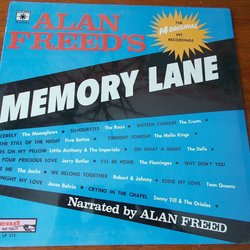 ALAN
FREED'S
THE
14 ORIGINAL
HIT
RECORDINGS
MEMORY LANE
The Moonglows • SILHOUETTES The Rays • SIXTEEN CANDLES The Crests
THE STILL OF THE NIGHT Five Satins • TONIGHT TONIGHT The Mello Kings
ON MY PILLOW Little Anthony & The Imperials • OH WHAT A NIGHT The Dells
YOUR PRECIOUS LOVE Jerry Butler • I'LL BE HOME The Flamingos • WHY DON'T YOU
ME The Jacks • WE BELONG TOGETHER Robert & Johnny • EDDIE MY LOVE Teen Queens
MY LOVE Jesse Belvin • CRYING IN THE CHAPEL Sonny Til & The Orioles
Narrated by ALAN FREED
end
LP 314